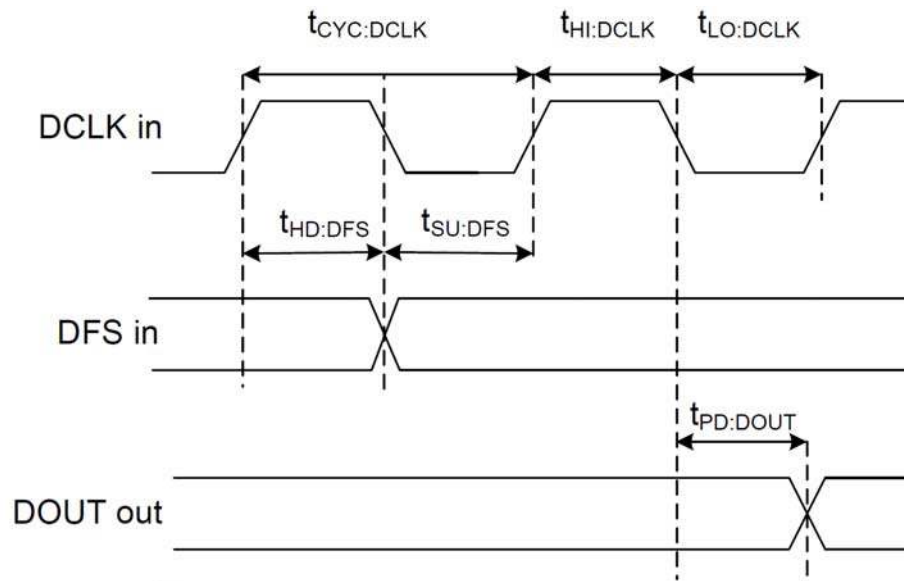 tCYC:DCLK tHI:DCLK tLO:DCLK
DCLK in
tHD:DFS tSU:DFS
DFS in
tPD:DOUT
DOUT out